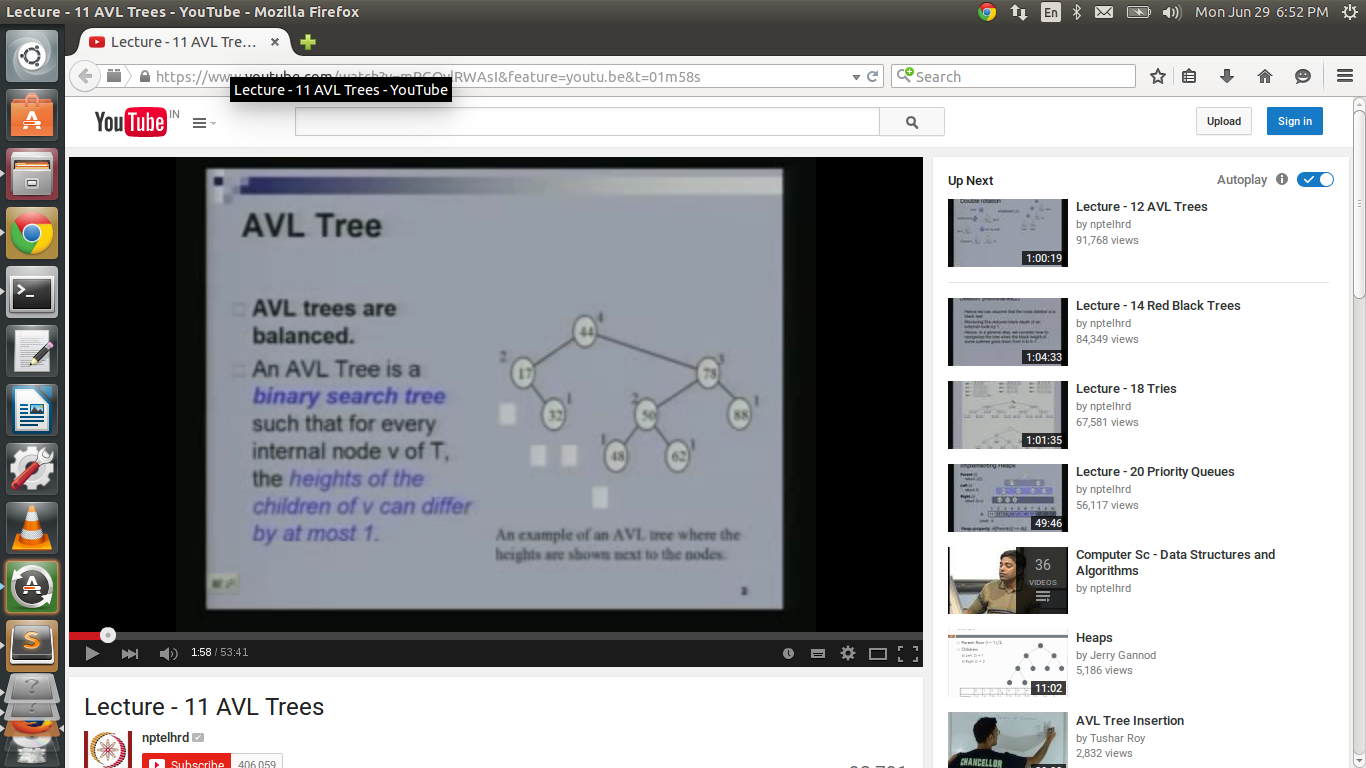 Lecture - 11 AVL Trees - YouTube - Mozilla Firefox
En
Mon Jun 29 6:52 PM
Lecture - 11 AVL Tre...
youtu.be&t=01m58s
Search
Lecture - 11 AVL Trees - YouTube
YouTube IN
Upload
Sign in
AVL Tree
AVL trees are
balanced.
An AVL Tree is a
binary search tree
such that for every
internal node v of T,
the heights of the
children of v can differ
by at most 1.
44 4
2 17
78 3
32 1
2 50
88 1
1 48
62 1
An example of an AVL tree where the
heights are shown next to the nodes.
1:58 / 53:41
Lecture - 11 AVL Trees
nptelhrd
Subscribe 406,059
Up Next
Autoplay
Lecture - 12 AVL Trees
by nptelhrd
91,768 views
1:00:19
Lecture - 14 Red Black Trees
by nptelhrd
84,349 views
1:04:33
Lecture - 18 Tries
by nptelhrd
67,581 views
1:01:35
Lecture - 20 Priority Queues
by nptelhrd
56,117 views
49:46
Computer Sc - Data Structures and
Algorithms
by nptelhrd
36
VIDEOS
Heaps
by Jerry Gannod
5,186 views
11:02
AVL Tree Insertion
by Tushar Roy
2,832 views
CHANCELLOR